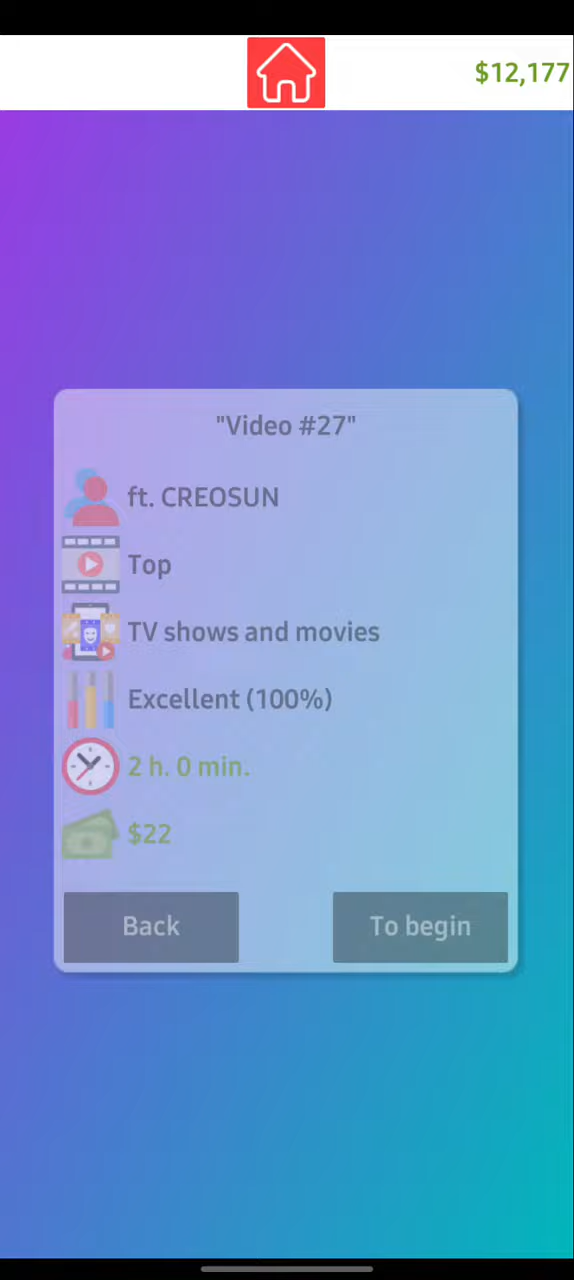 $12,177
"Video #27"
ft. CREOSUN
Top
TV shows and movies
Excellent (100%)
2 h. 0 min.
$22
Back
To begin